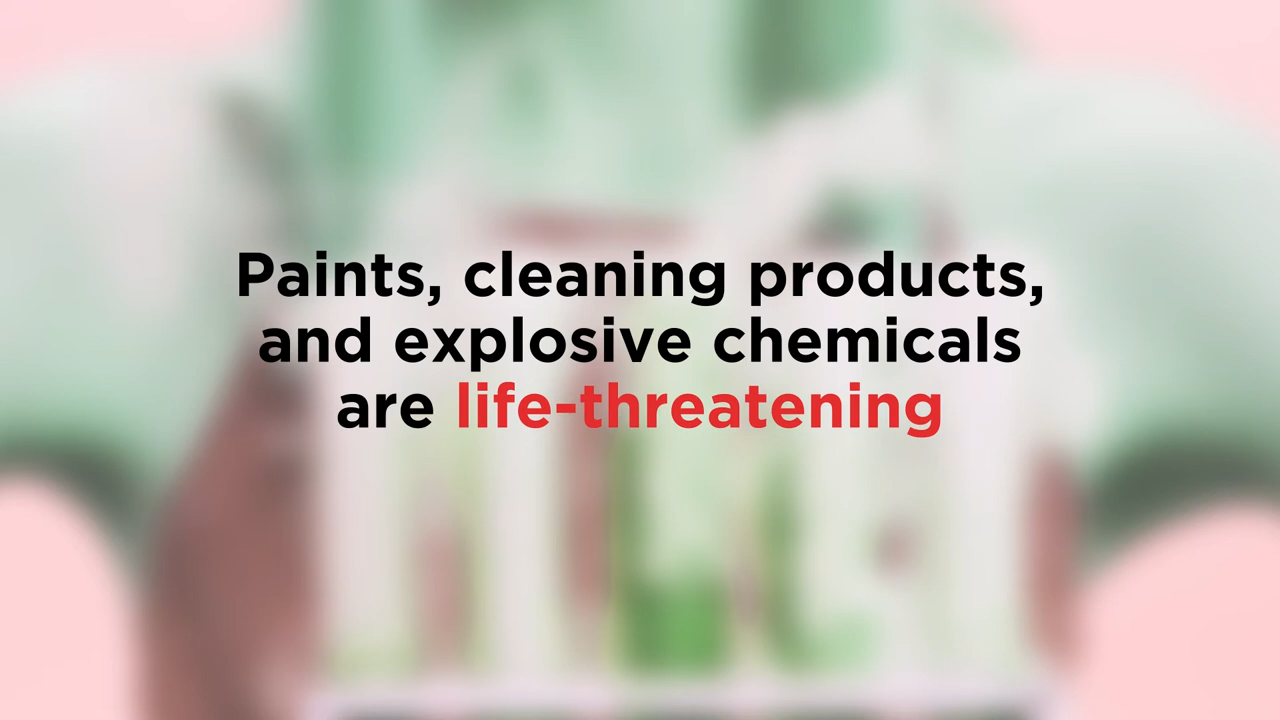 Paints, cleaning products,
and explosive chemicals
are life-threatening